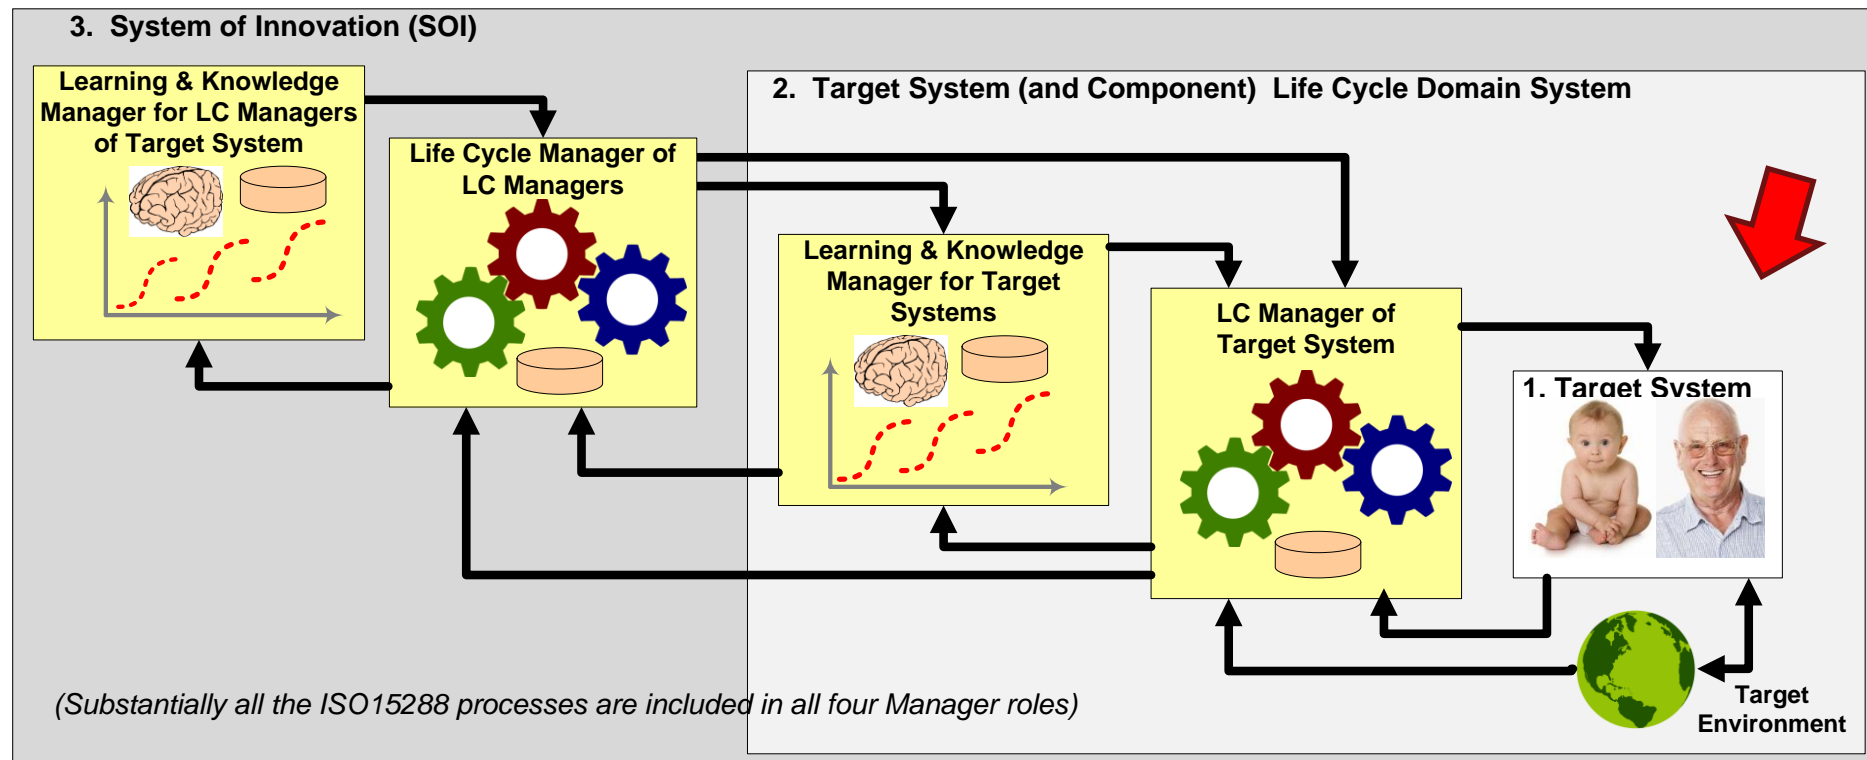 3. System of Innovation (SOI)
Learning & Knowledge
Manager for LC Managers
of Target System
2. Target System (and Component) Life Cycle Domain System
Life Cycle Manager of
LC Managers
Learning & Knowledge
Manager for Target
Systems
LC Manager of
Target System
1. Target System
(Substantially all the ISO15288 processes are included in all four Manager roles)
Target
Environment